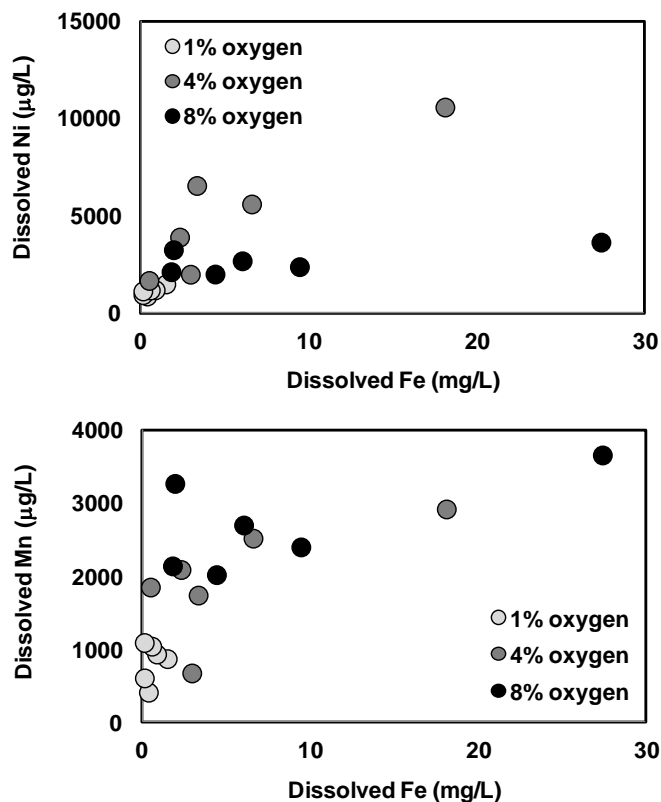 15000
10000
5000
0
Dissolved Ni (µg/L)
1% oxygen
4% oxygen
8% oxygen
0 10 20 30
Dissolved Fe (mg/L)
4000
3000
2000
1000
0
Dissolved Mn (µg/L)
1% oxygen
4% oxygen
8% oxygen
0 10 20 30
Dissolved Fe (mg/L)